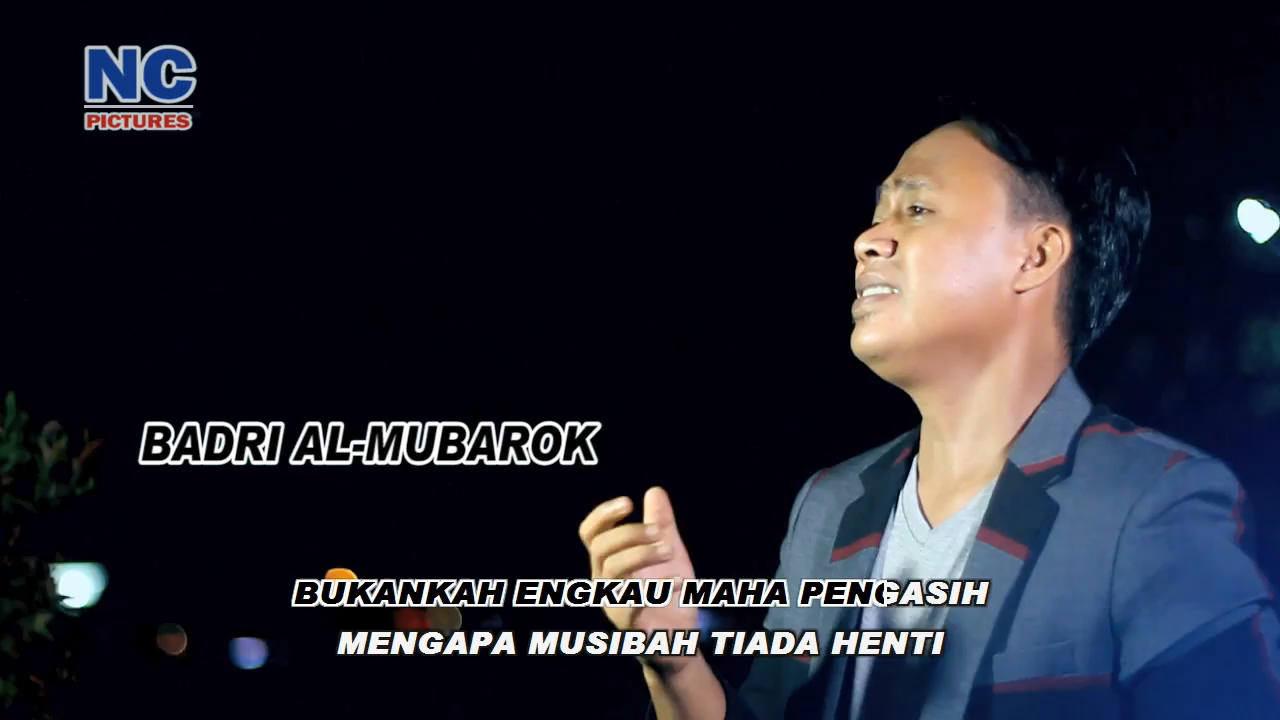 NC
PICTURES
BADRI AL-MUBAROK
BUKANKAH ENGKAU MAHA PENGASIH
MENGAPA MUSIBAH TIADA HENTI